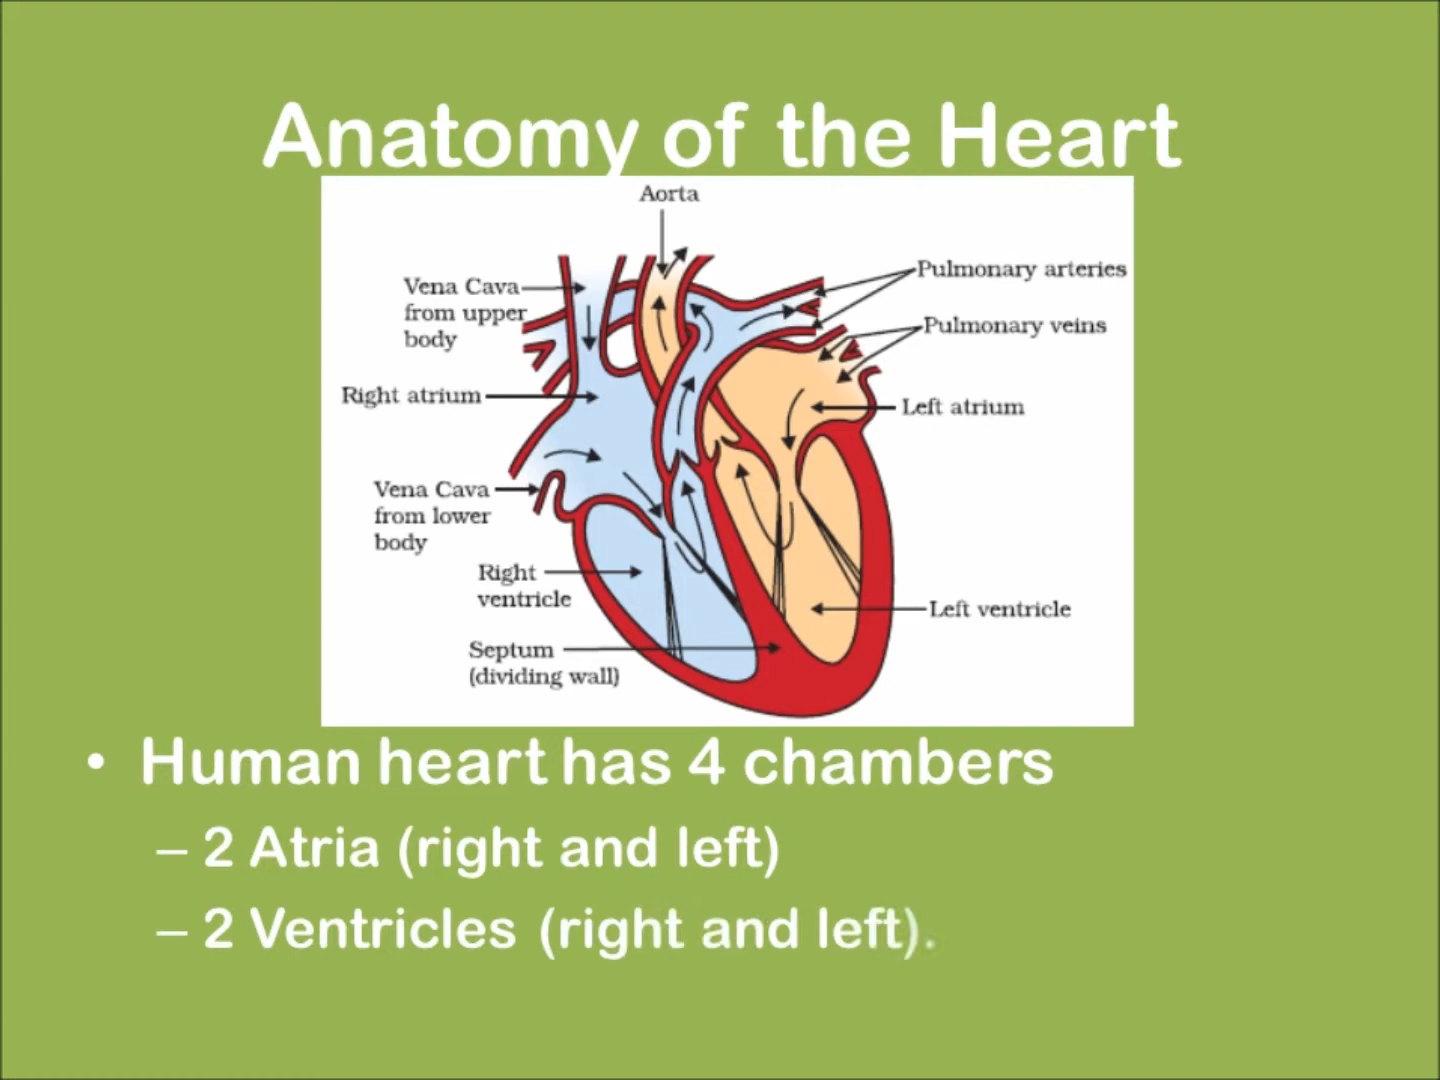 Anatomy of the Heart
Aorta
Vena Cava
from upper
body
Pulmonary arteries
Pulmonary veins
Right atrium
Left atrium
Vena Cava
from lower
body
Right
ventricle
Left ventricle
Septum
(dividing wall)
• Human heart has 4 chambers
– 2 Atria (right and left)
– 2 Ventricles (right and left).